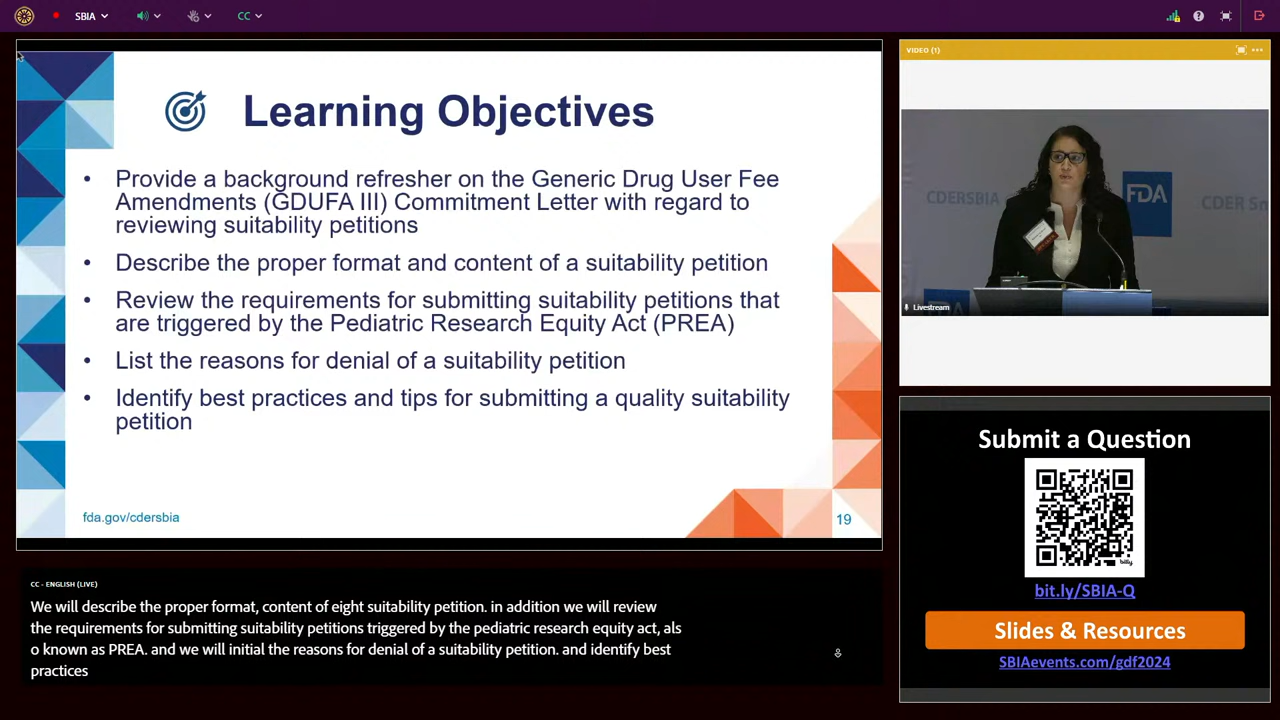 SBIA
CC
Learning Objectives
• Provide a background refresher on the Generic Drug User Fee
Amendments (GDUFA III) Commitment Letter with regard to
reviewing suitability petitions
• Describe the proper format and content of a suitability petition
• Review the requirements for submitting suitability petitions that
are triggered by the Pediatric Research Equity Act (PREA)
• List the reasons for denial of a suitability petition
• Identify best practices and tips for submitting a quality suitability
petition
fda.gov/cdersbia
19
CC - ENGLISH (LIVE)
We will describe the proper format, content of eight suitability petition. in addition we will review
the requirements for submitting suitability petitions triggered by the pediatric research equity act, als
o known as PREA. and we will initial the reasons for denial of a suitability petition. and identify best
practices
VIDEO (1)
CDERSBIA
FDA
CDER Sm
FDA
Livestream
Submit a Question
bitly
bit.ly/SBIA-Q
Slides & Resources
SBIAevents.com/gdf2024